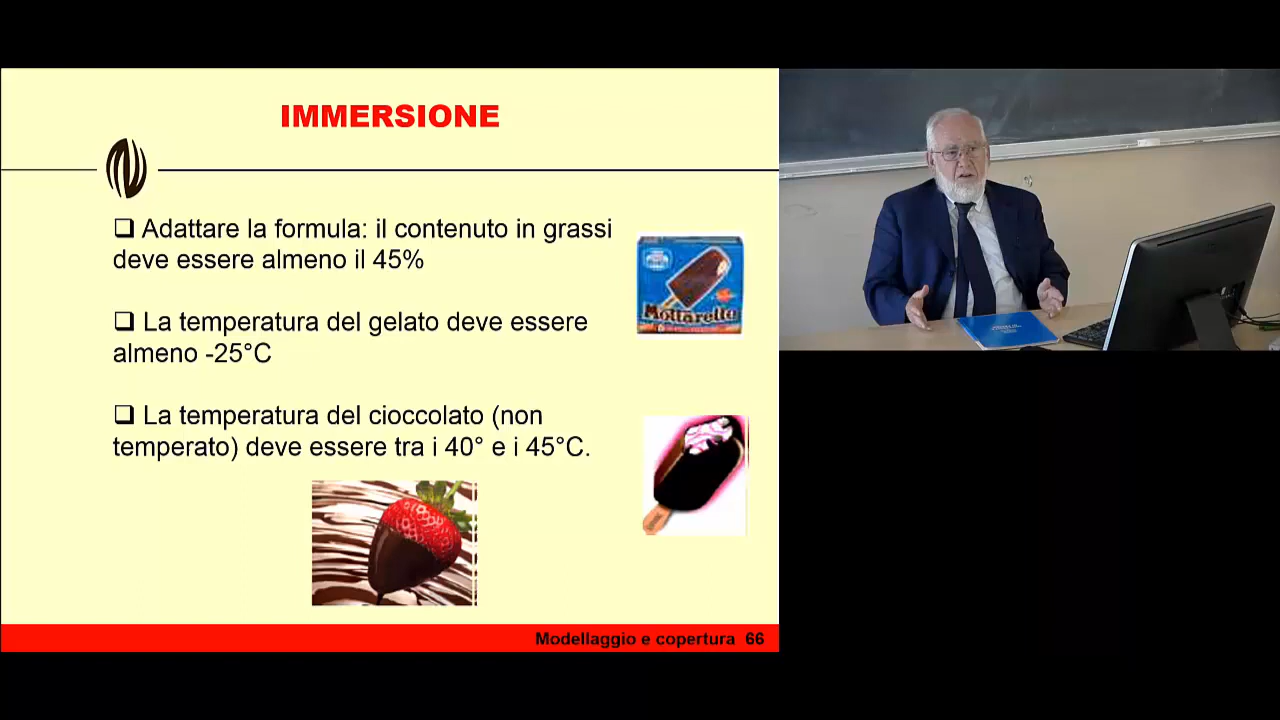 IMMERSIONE
❑ Adattare la formula: il contenuto in grassi
deve essere almeno il 45%
❑ La temperatura del gelato deve essere
almeno -25°C
❑ La temperatura del cioccolato (non
temperato) deve essere tra i 40° e i 45°C.
Mottarello
Modellaggio e copertura 66